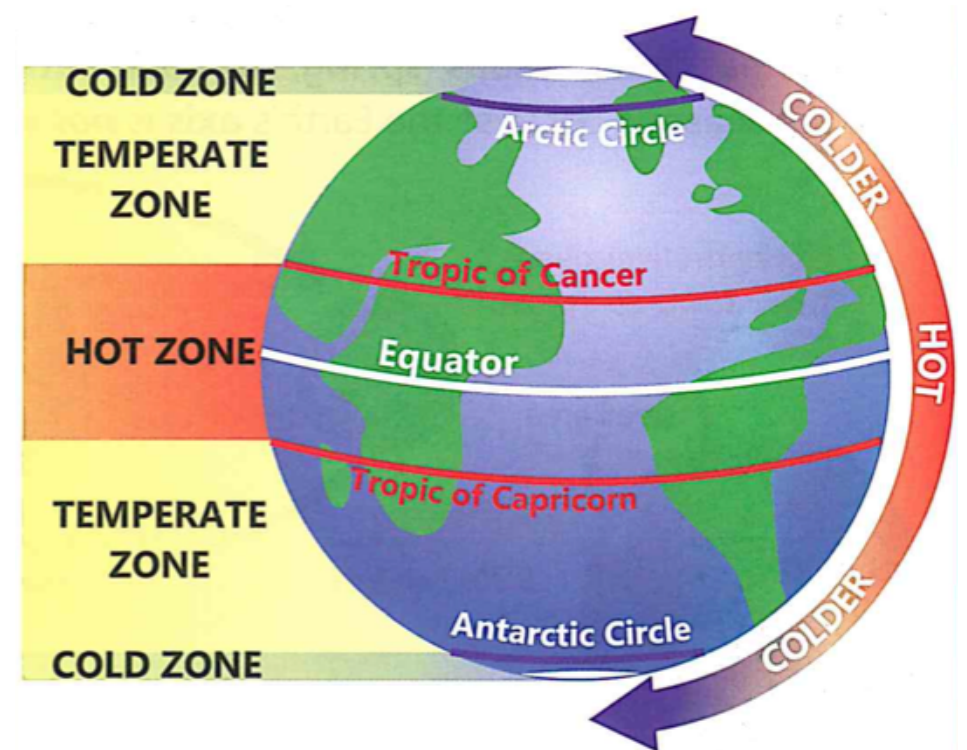 COLD ZONE
TEMPERATE
ZONE
HOT ZONE
TEMPERATE
ZONE
COLD ZONE
Arctic Circle
Tropic of Cancer
Equator
Tropic of Capricorn
Antarctic Circle
COLDER
HOT
COLDER